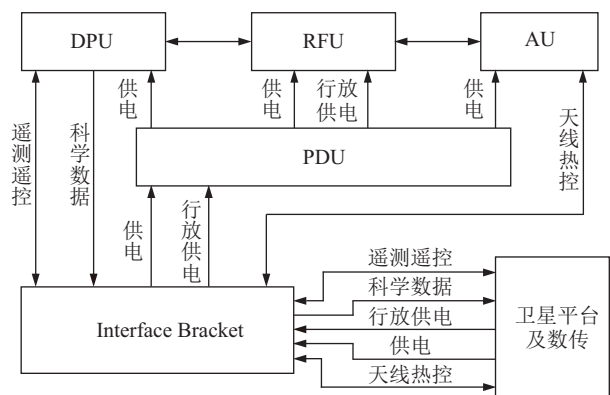 DPU
RFU
AU
供电
供电
行放
供电
供电
遥测遥控
科学数据
天线热控
PDU
供电
行放供电
遥测遥控
科学数据
行放供电
供电
天线热控
Interface Bracket
卫星平台
及数传